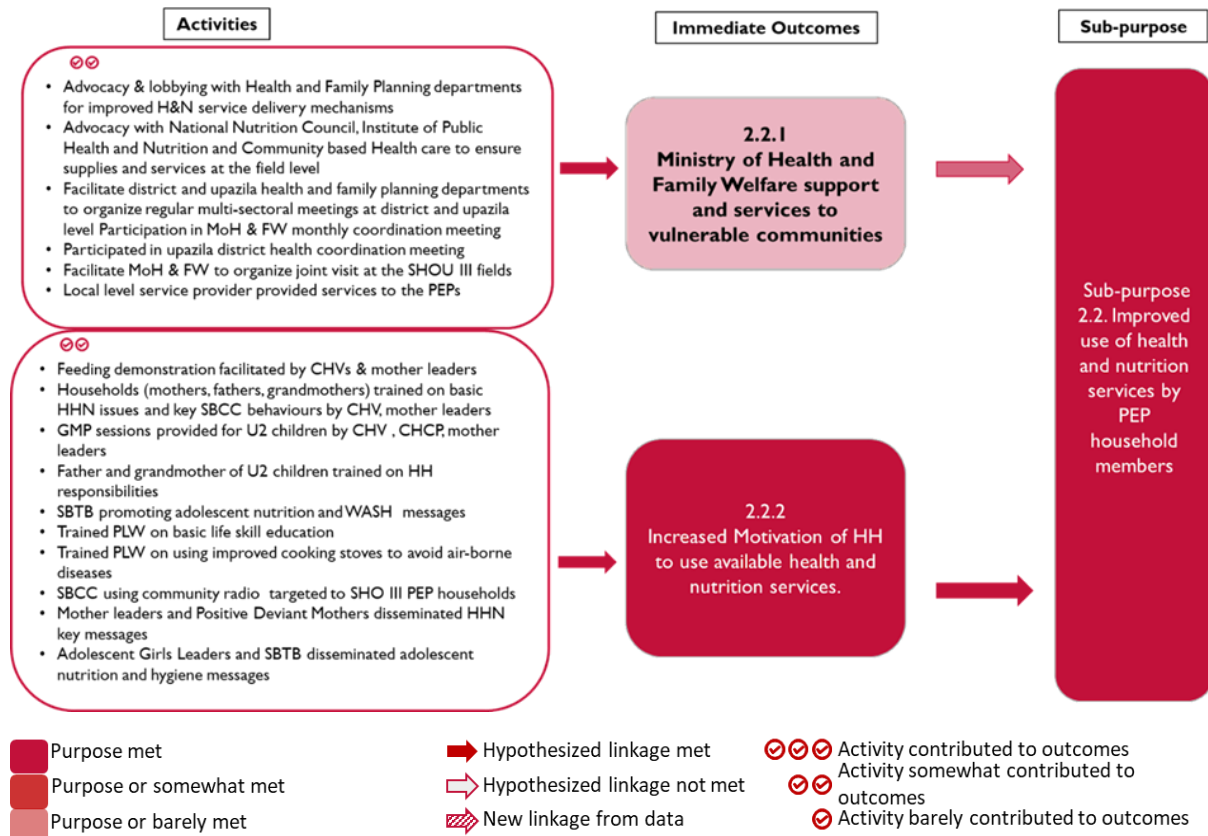 Activities
Immediate Outcomes
Sub-purpose
• Advocacy & lobbying with Health and Family Planning departments
for improved H&N service delivery mechanisms
• Advocacy with National Nutrition Council, Institute of Public
Health and Nutrition and Community based Health care to ensure
supplies and services at the field level
• Facilitate district and upazila health and family planning departments
to organize regular multi-sectoral meetings at district and upazila
level Participation in MoH & FW monthly coordination meeting
• Participated in upazila district health coordination meeting
• Facilitate MoH & FW to organize joint visit at the SHOU III fields
• Local level service provider provided services to the PEPs
2.2.1
Ministry of Health and
Family Welfare support
and services to
vulnerable communities
• Feeding demonstration facilitated by CHVs & mother leaders
• Households (mothers, fathers, grandmothers) trained on basic
HHN issues and key SBCC behaviours by CHV, mother leaders
• GMP sessions provided for U2 children by CHV , CHCP, mother
leaders
• Father and grandmother of U2 children trained on HH
responsibilities
• SBTB promoting adolescent nutrition and WASH messages
• Trained PLW on basic life skill education
• Trained PLW on using improved cooking stoves to avoid air-borne
diseases
• SBCC using community radio targeted to SHO III PEP households
• Mother leaders and Positive Deviant Mothers disseminated HHN
key messages
• Adolescent Girls Leaders and SBTB disseminated adolescent
nutrition and hygiene messages
2.2.2
Increased Motivation of HH
to use available health and
nutrition services.
Sub-purpose
2.2. Improved
use of health
and nutrition
services by
PEP
household
members
Purpose met
Purpose or somewhat met
Purpose or barely met
Hypothesized linkage met
Hypothesized linkage not met
New linkage from data
Activity contributed to outcomes
Activity somewhat contributed to
outcomes
Activity barely contributed to outcomes